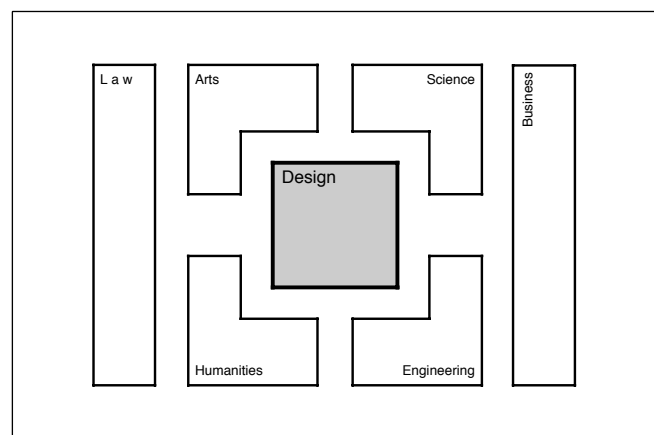 L a w
Arts
Science
Business
Design
Humanities
Engineering